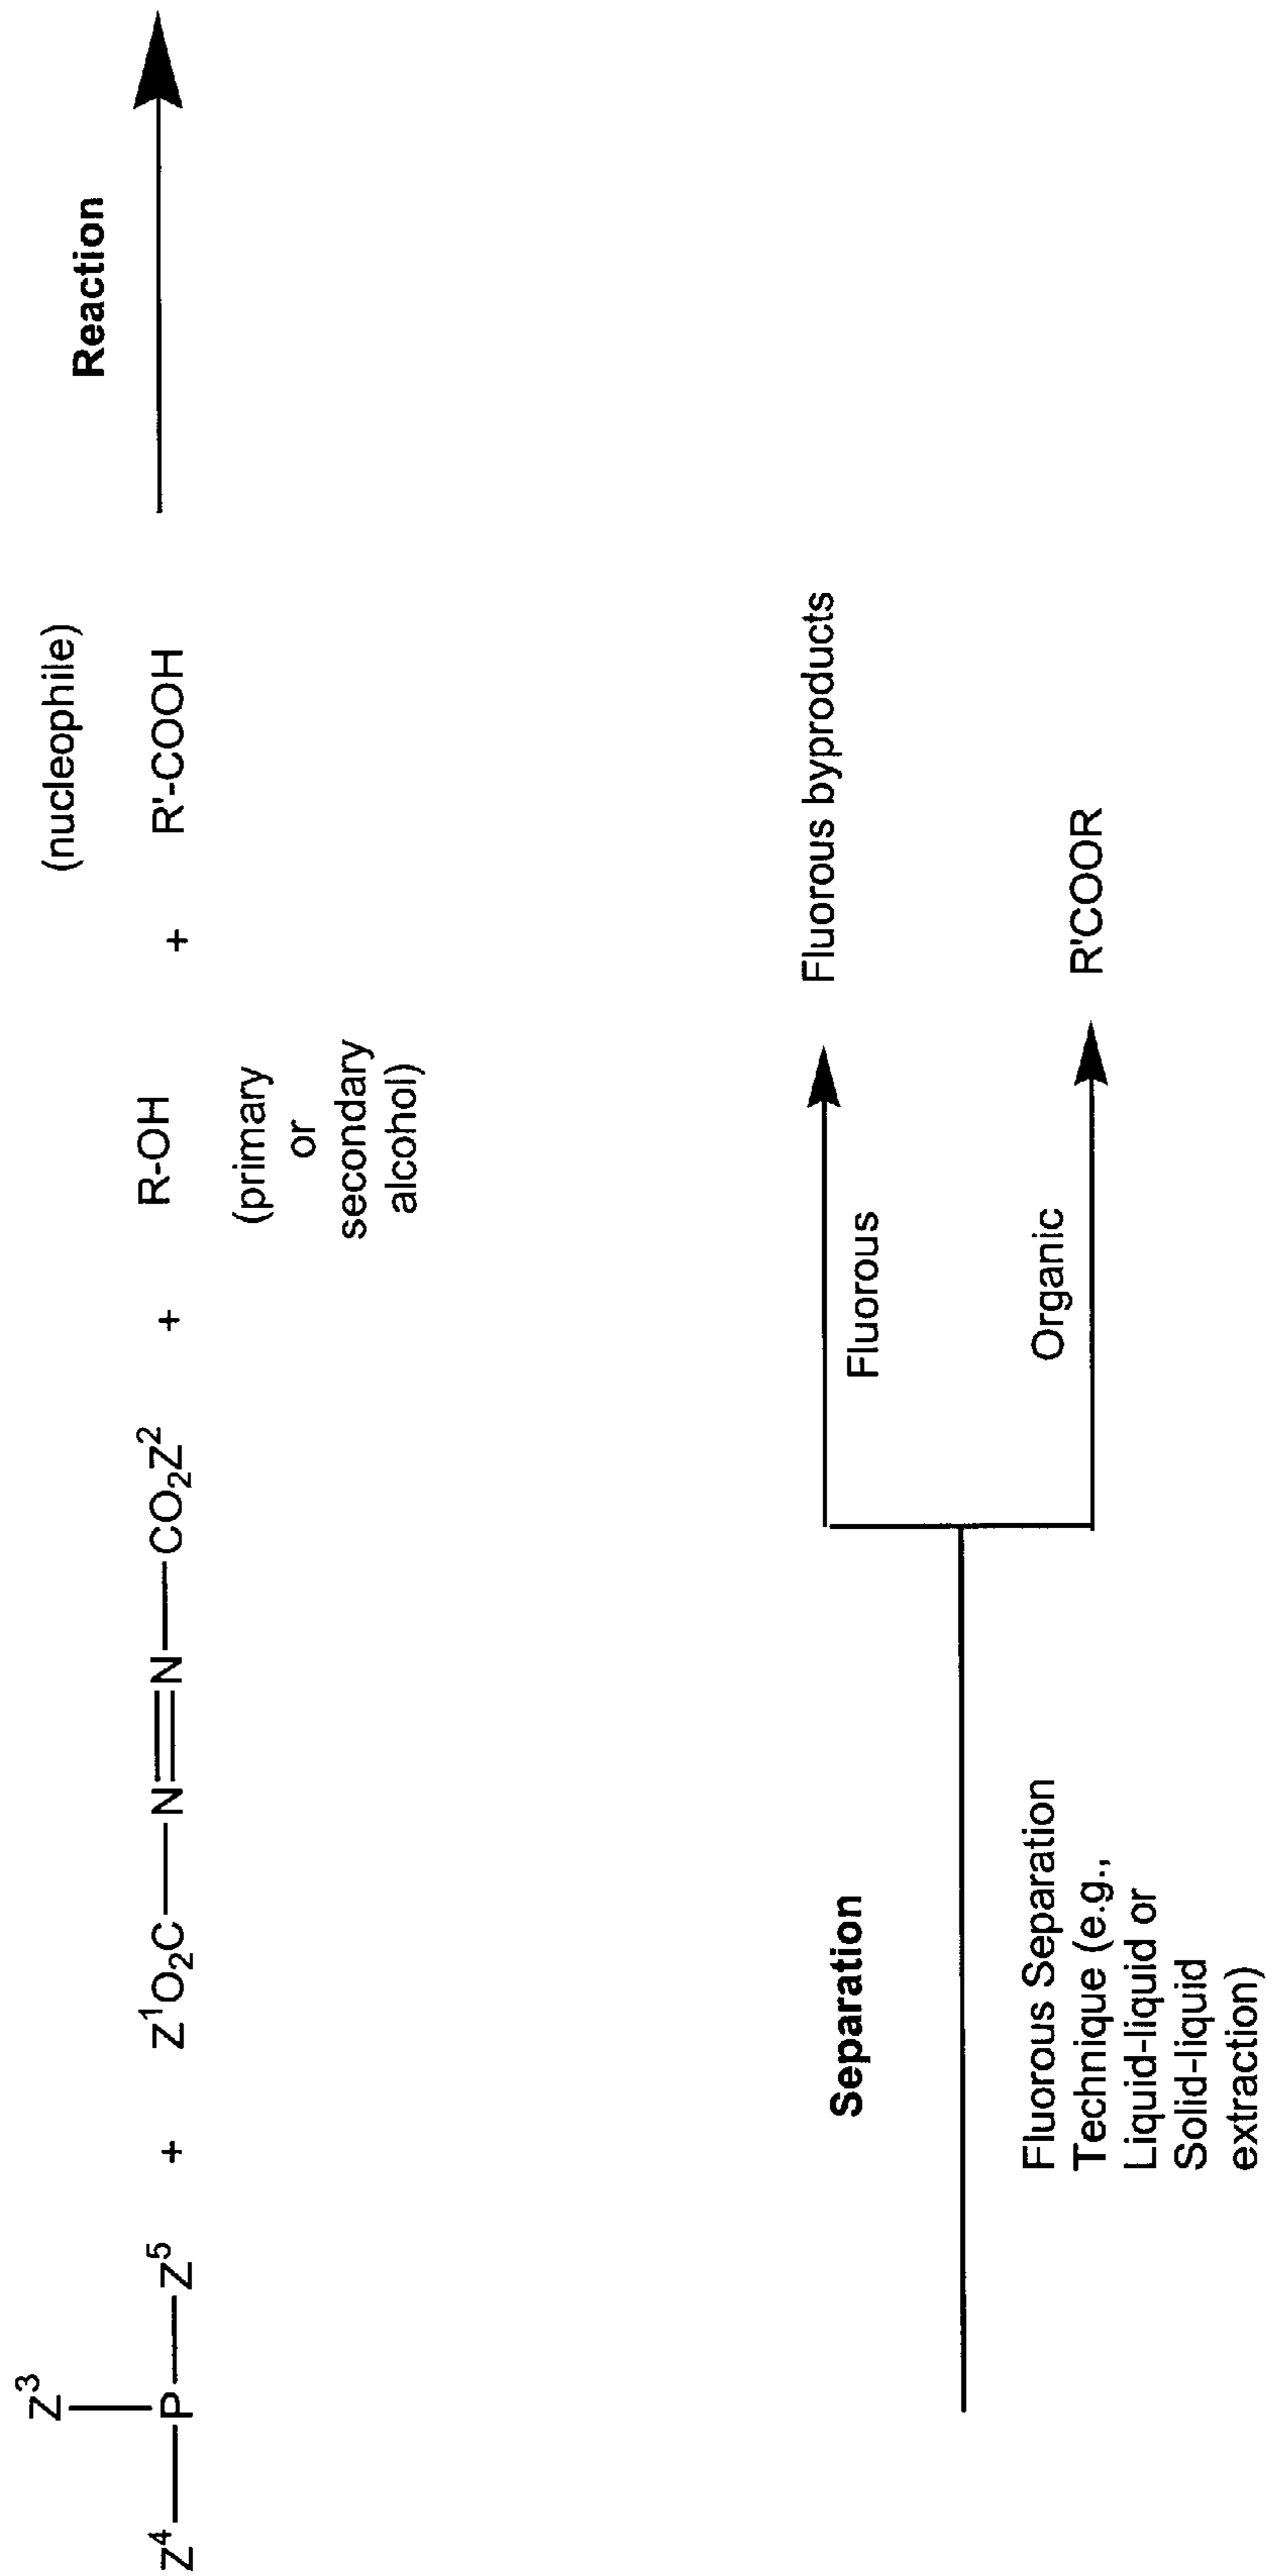 Z3
Z4—P—Z5 + Z1O2C—N=N—CO2Z2 + R-OH + R'-COOH
(nucleophile)
(primary
or
secondary
alcohol)
Reaction
Separation
Fluorous Separation
Technique (e.g.,
Liquid-liquid or
Solid-liquid
extraction)
Fluorous
Fluorous byproducts
Organic
R'COOR